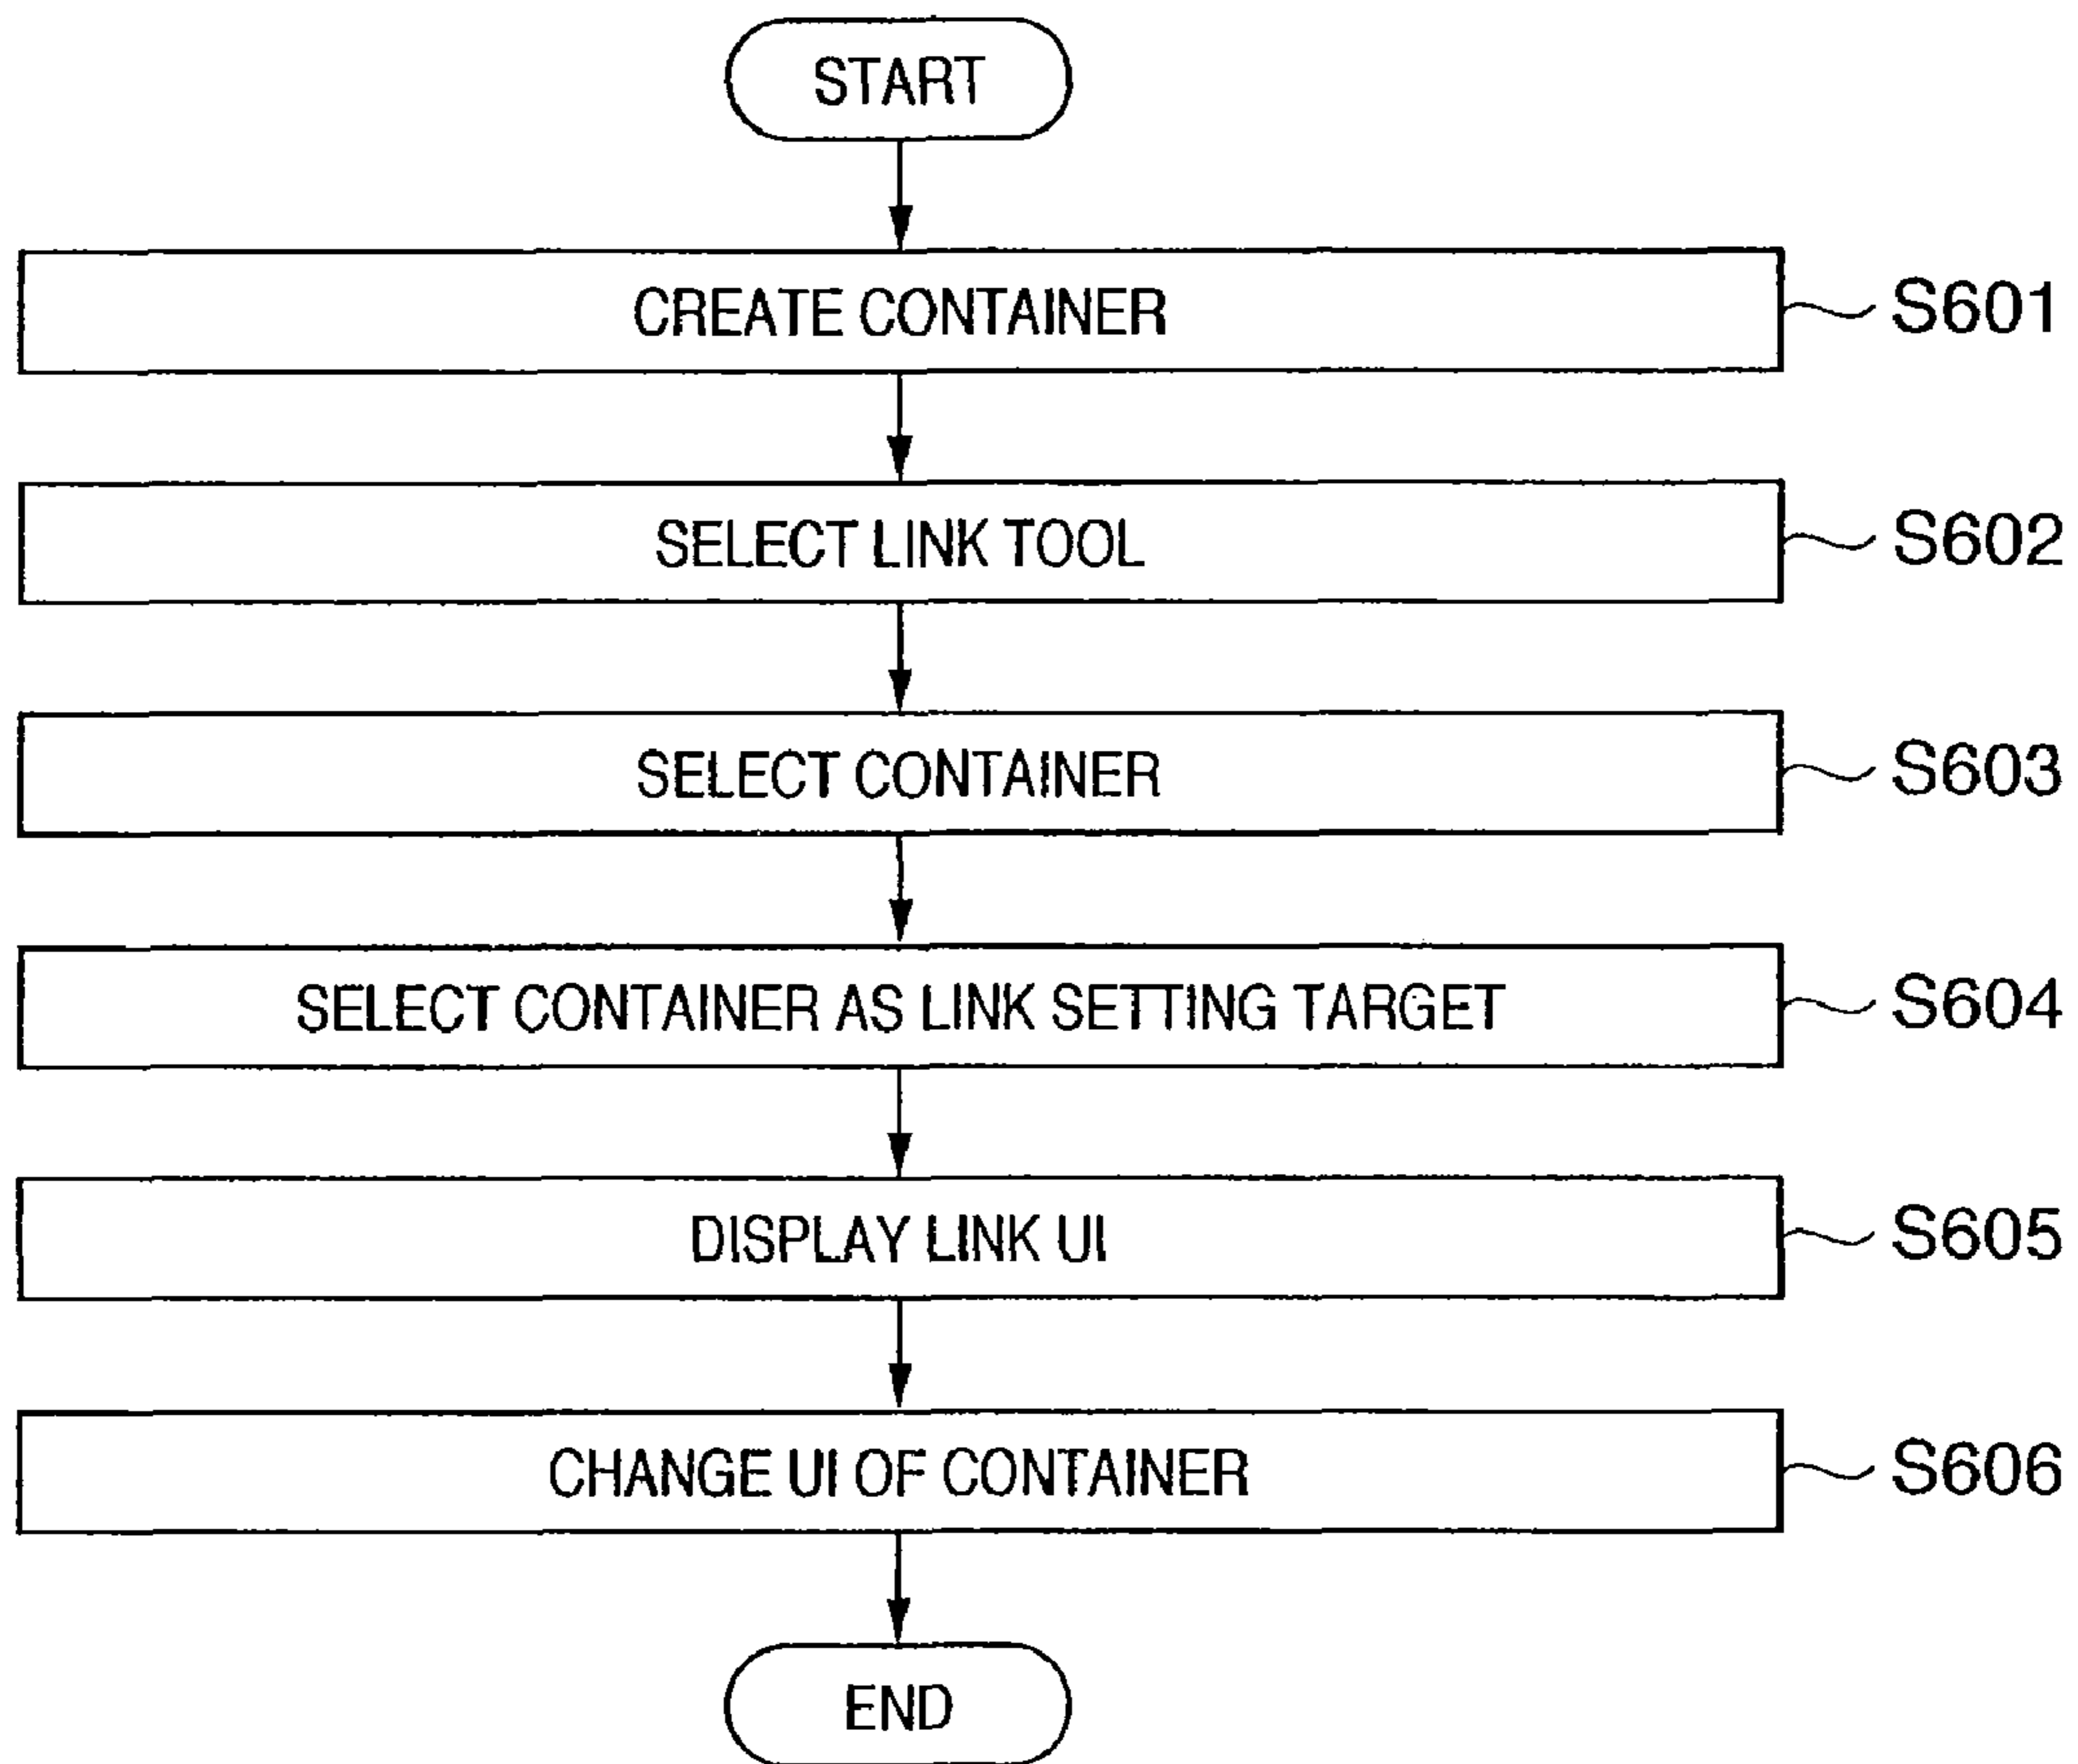 START
CREATE CONTAINER S601
SELECT LINK TOOL S602
SELECT CONTAINER S603
SELECT CONTAINER AS LINK SETTING TARGET S604
DISPLAY LINK UI S605
CHANGE UI OF CONTAINER S606
END